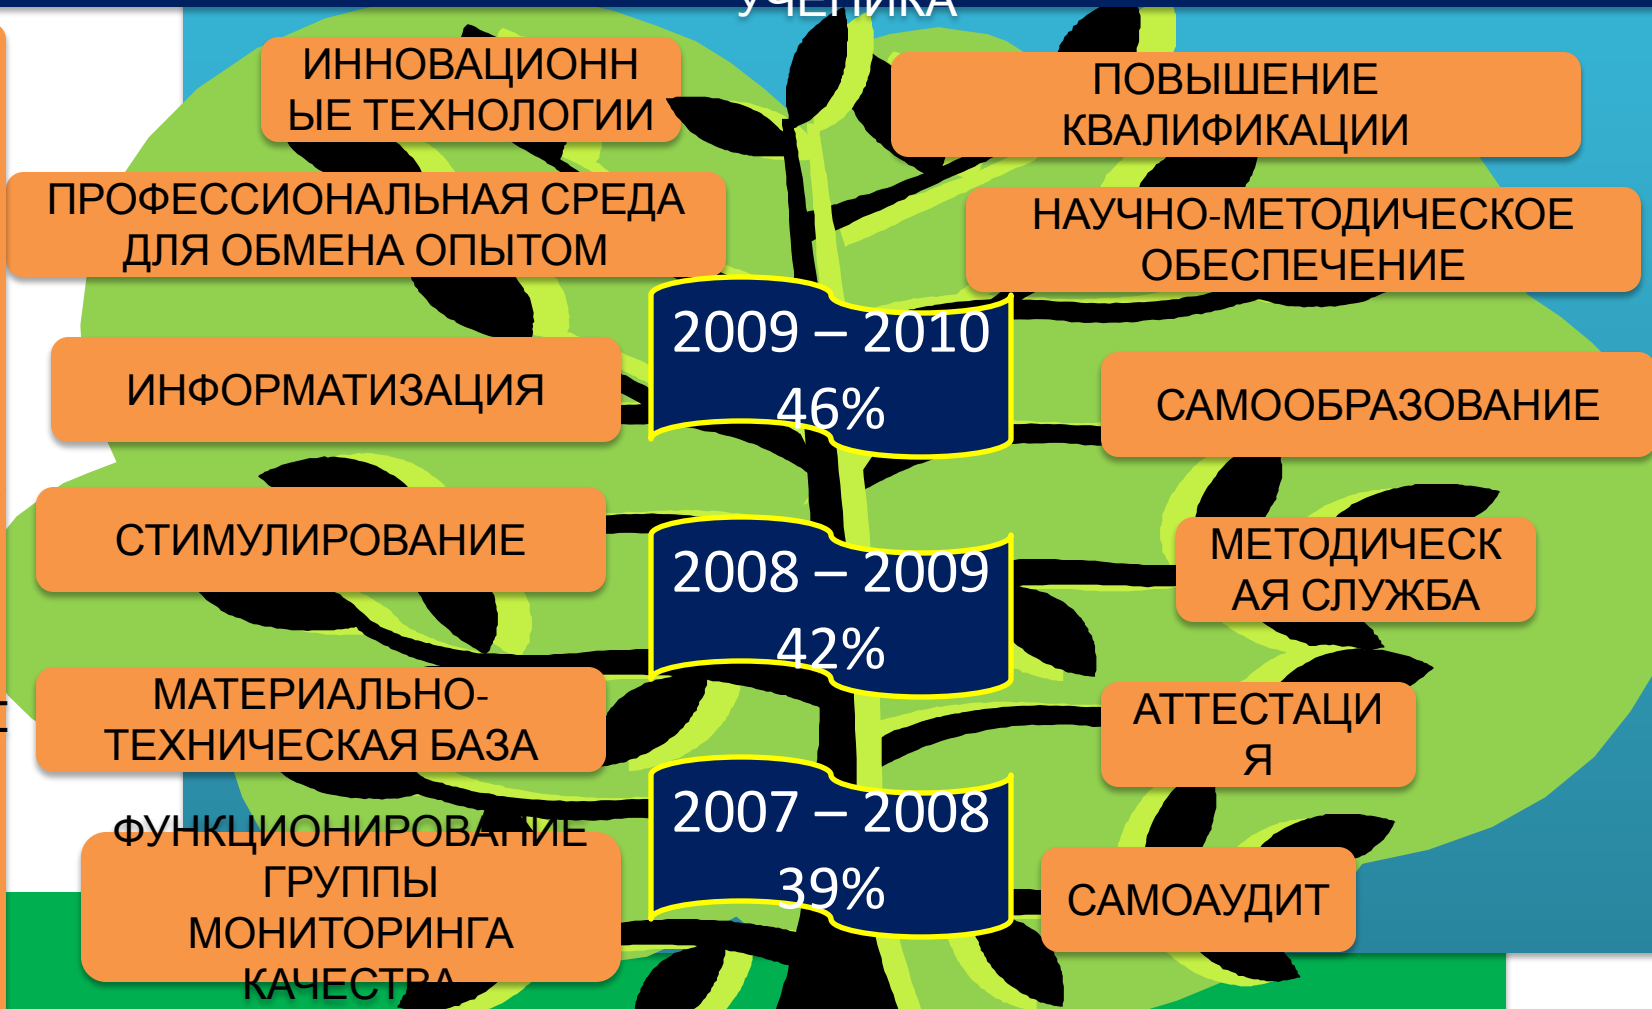 УЧЕНИКА
ИННОВАЦИОНН
ЫЕ ТЕХНОЛОГИИ
ПОВЫШЕНИЕ
КВАЛИФИКАЦИИ
ПРОФЕССИОНАЛЬНАЯ СРЕДА
ДЛЯ ОБМЕНА ОПЫТОМ
НАУЧНО-МЕТОДИЧЕСКОЕ
ОБЕСПЕЧЕНИЕ
2009 – 2010
46%
ИНФОРМАТИЗАЦИЯ
САМООБРАЗОВАНИЕ
СТИМУЛИРОВАНИЕ
2008 – 2009
42%
МЕТОДИЧЕСК
АЯ СЛУЖБА
МАТЕРИАЛЬНО-
ТЕХНИЧЕСКАЯ БАЗА
АТТЕСТАЦИ
Я
2007 – 2008
39%
ФУНКЦИОНИРОВАНИЕ
ГРУППЫ
МОНИТОРИНГА
КАЧЕСТВА
САМОАУДИТ